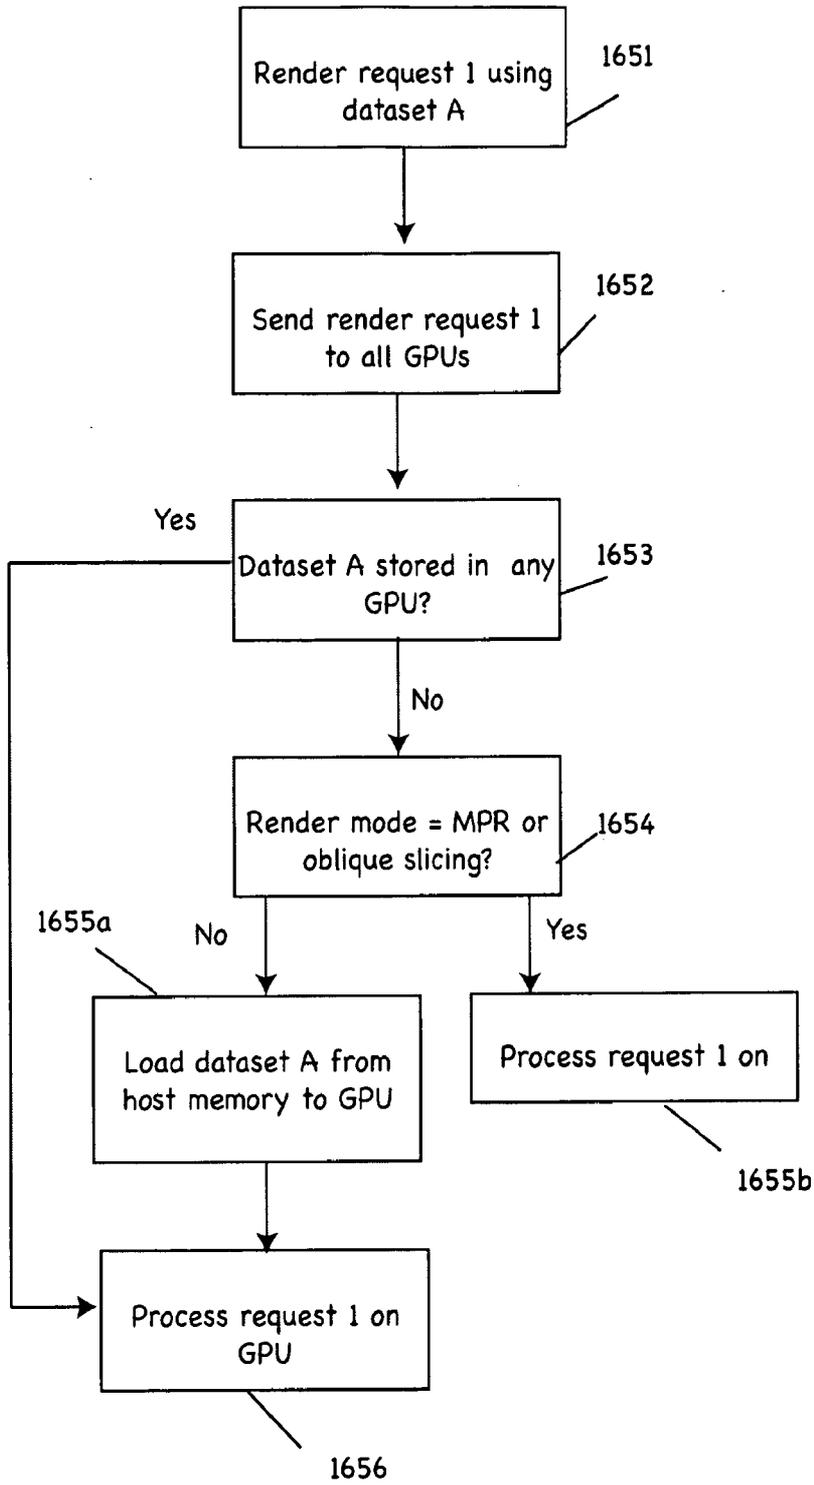 Render request 1 using
dataset A
1651
Send render request 1
to all GPUs
1652
Yes
Dataset A stored in any
GPU?
1653
No
Render mode = MPR or
oblique slicing?
1654
1655a
No
Yes
Load dataset A from
host memory to GPU
Process request 1 on
1655b
Process request 1 on
GPU
1656